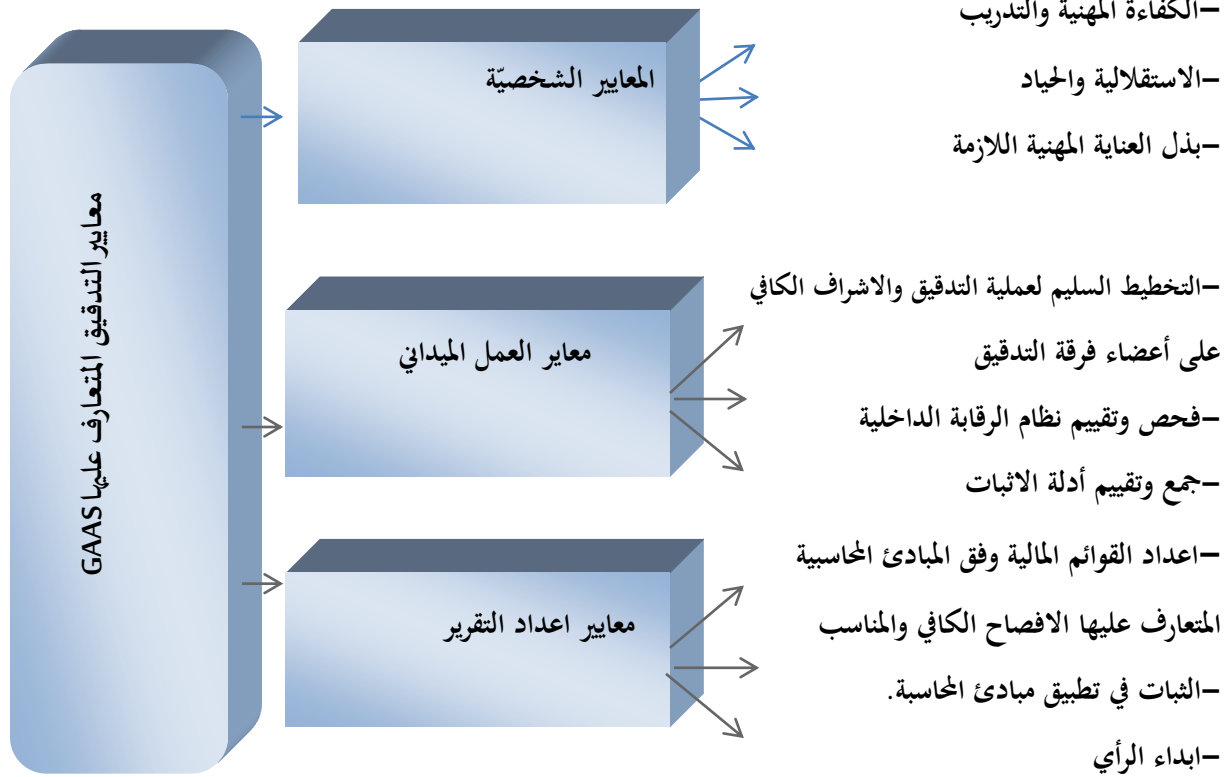 معايير التدقيق المتعارف عليها GAAS
المعايير الشخصيّة
–الكفاءة المهنية والتدريب
–الاستقلالية والحياد
–بذل العناية المهنية اللازمة
معاير العمل الميداني
–التخطيط السليم لعملية التدقيق والاشراف الكافي
على أعضاء فرقة التدقيق
–فحص وتقييم نظام الرقابة الداخلية
–جمع وتقييم أدلة الاثبات
معايير اعداد التقرير
–اعداد القوائم المالية وفق المبادئ المحاسبية
المتعارف عليها الافصاح الكافي والمناسب
–الثبات في تطبيق مبادئ المحاسبة.
–ابداء الرأي